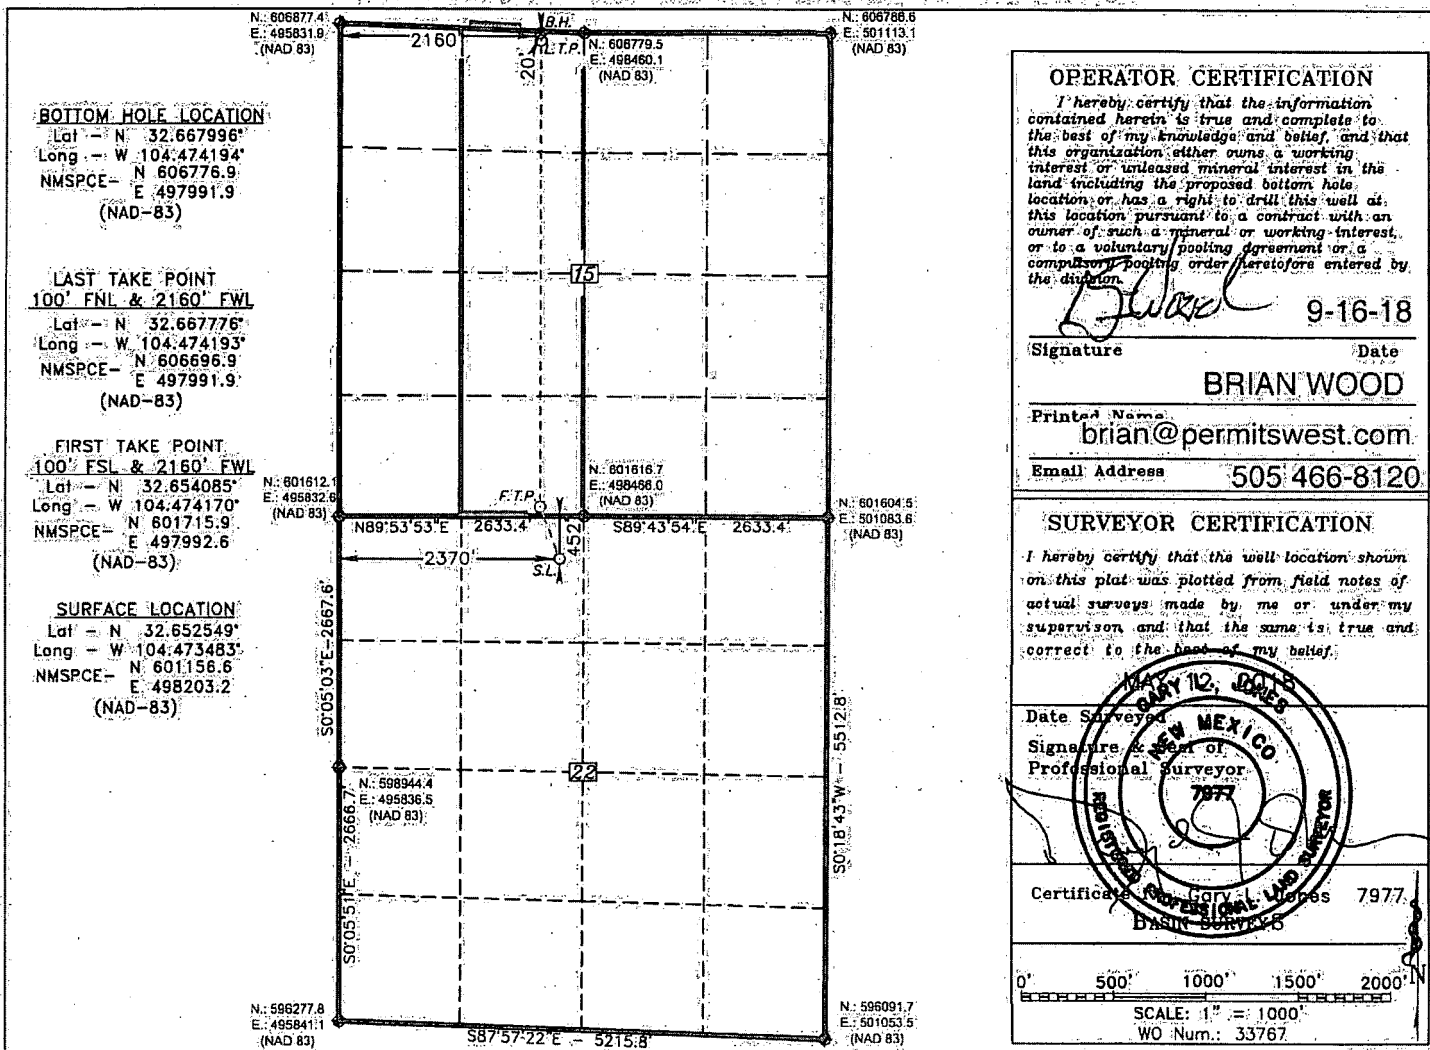 N.: 606877.4
E.: 495831.9
(NAD 83)
2160'
20'
B.H.
L.T.P.
N.: 606779.5
E.: 498460.1
(NAD 83)
N.: 606786.6
E.: 501113.1
(NAD 83)
BOTTOM HOLE LOCATION
Lat - N 32.667996°
Long - W 104.474194°
NMSPCE- N 606776.9
E 497991.9
(NAD-83)
LAST TAKE POINT
100' FNL & 2160' FWL
Lat - N 32.667776°
Long - W 104.474193°
NMSPCE- N 606696.9
E 497991.9
(NAD-83)
FIRST TAKE POINT
100' FSL & 2160' FWL
Lat - N 32.654085°
Long - W 104.474170°
NMSPCE- N 601715.9
E 497992.6
(NAD-83)
SURFACE LOCATION
Lat - N 32.652549°
Long - W 104.473483°
NMSPCE- N 601156.6
E 498203.2
(NAD-83)
15
N.: 601612.1
E.: 495832.6
(NAD 83)
F.T.P.
N.: 601616.7
E.: 498466.0
(NAD 83)
N.: 601604.5
E.: 501083.6
(NAD 83)
N89°53'53"E 2633.4'
S89°43'54"E 2633.4'
452'
2370'
S.L.
S0°05'03"E - 2667.6'
22
N.: 598944.4
E.: 495836.5
(NAD 83)
S0°05'51"E - 2666.7'
S0°18'43"W - 5512.8'
N.: 596277.8
E.: 495841.1
(NAD 83)
S87°57'22"E - 5215.8'
N.: 596091.7
E.: 501053.5
(NAD 83)
OPERATOR CERTIFICATION
I hereby certify that the information
contained herein is true and complete to
the best of my knowledge and belief, and that
this organization either owns a working
interest or unleased mineral interest in the
land including the proposed bottom hole
location or has a right to drill this well at
this location pursuant to a contract with an
owner of such a mineral or working interest,
or to a voluntary pooling agreement or a
compulsory pooling order heretofore entered by
the division.
9-16-18
Signature Date
BRIAN WOOD
Printed Name
brian@permitswest.com
Email Address 505 466-8120
SURVEYOR CERTIFICATION
I hereby certify that the well location shown
on this plat was plotted from field notes of
actual surveys made by me or under my
supervison and that the same is true and
correct to the best of my belief.
MAY 12, 2018
Date Surveyed
Signature & Seal of
Professional Surveyor
GARY L. JONES
NEW MEXICO
7977
REGISTERED PROFESSIONAL LAND SURVEYOR
Certificate No. Gary L. Jones 7977
BASIN SURVEYS
0' 500' 1000' 1500' 2000'
N
SCALE: 1" = 1000'
WO Num.: 33767